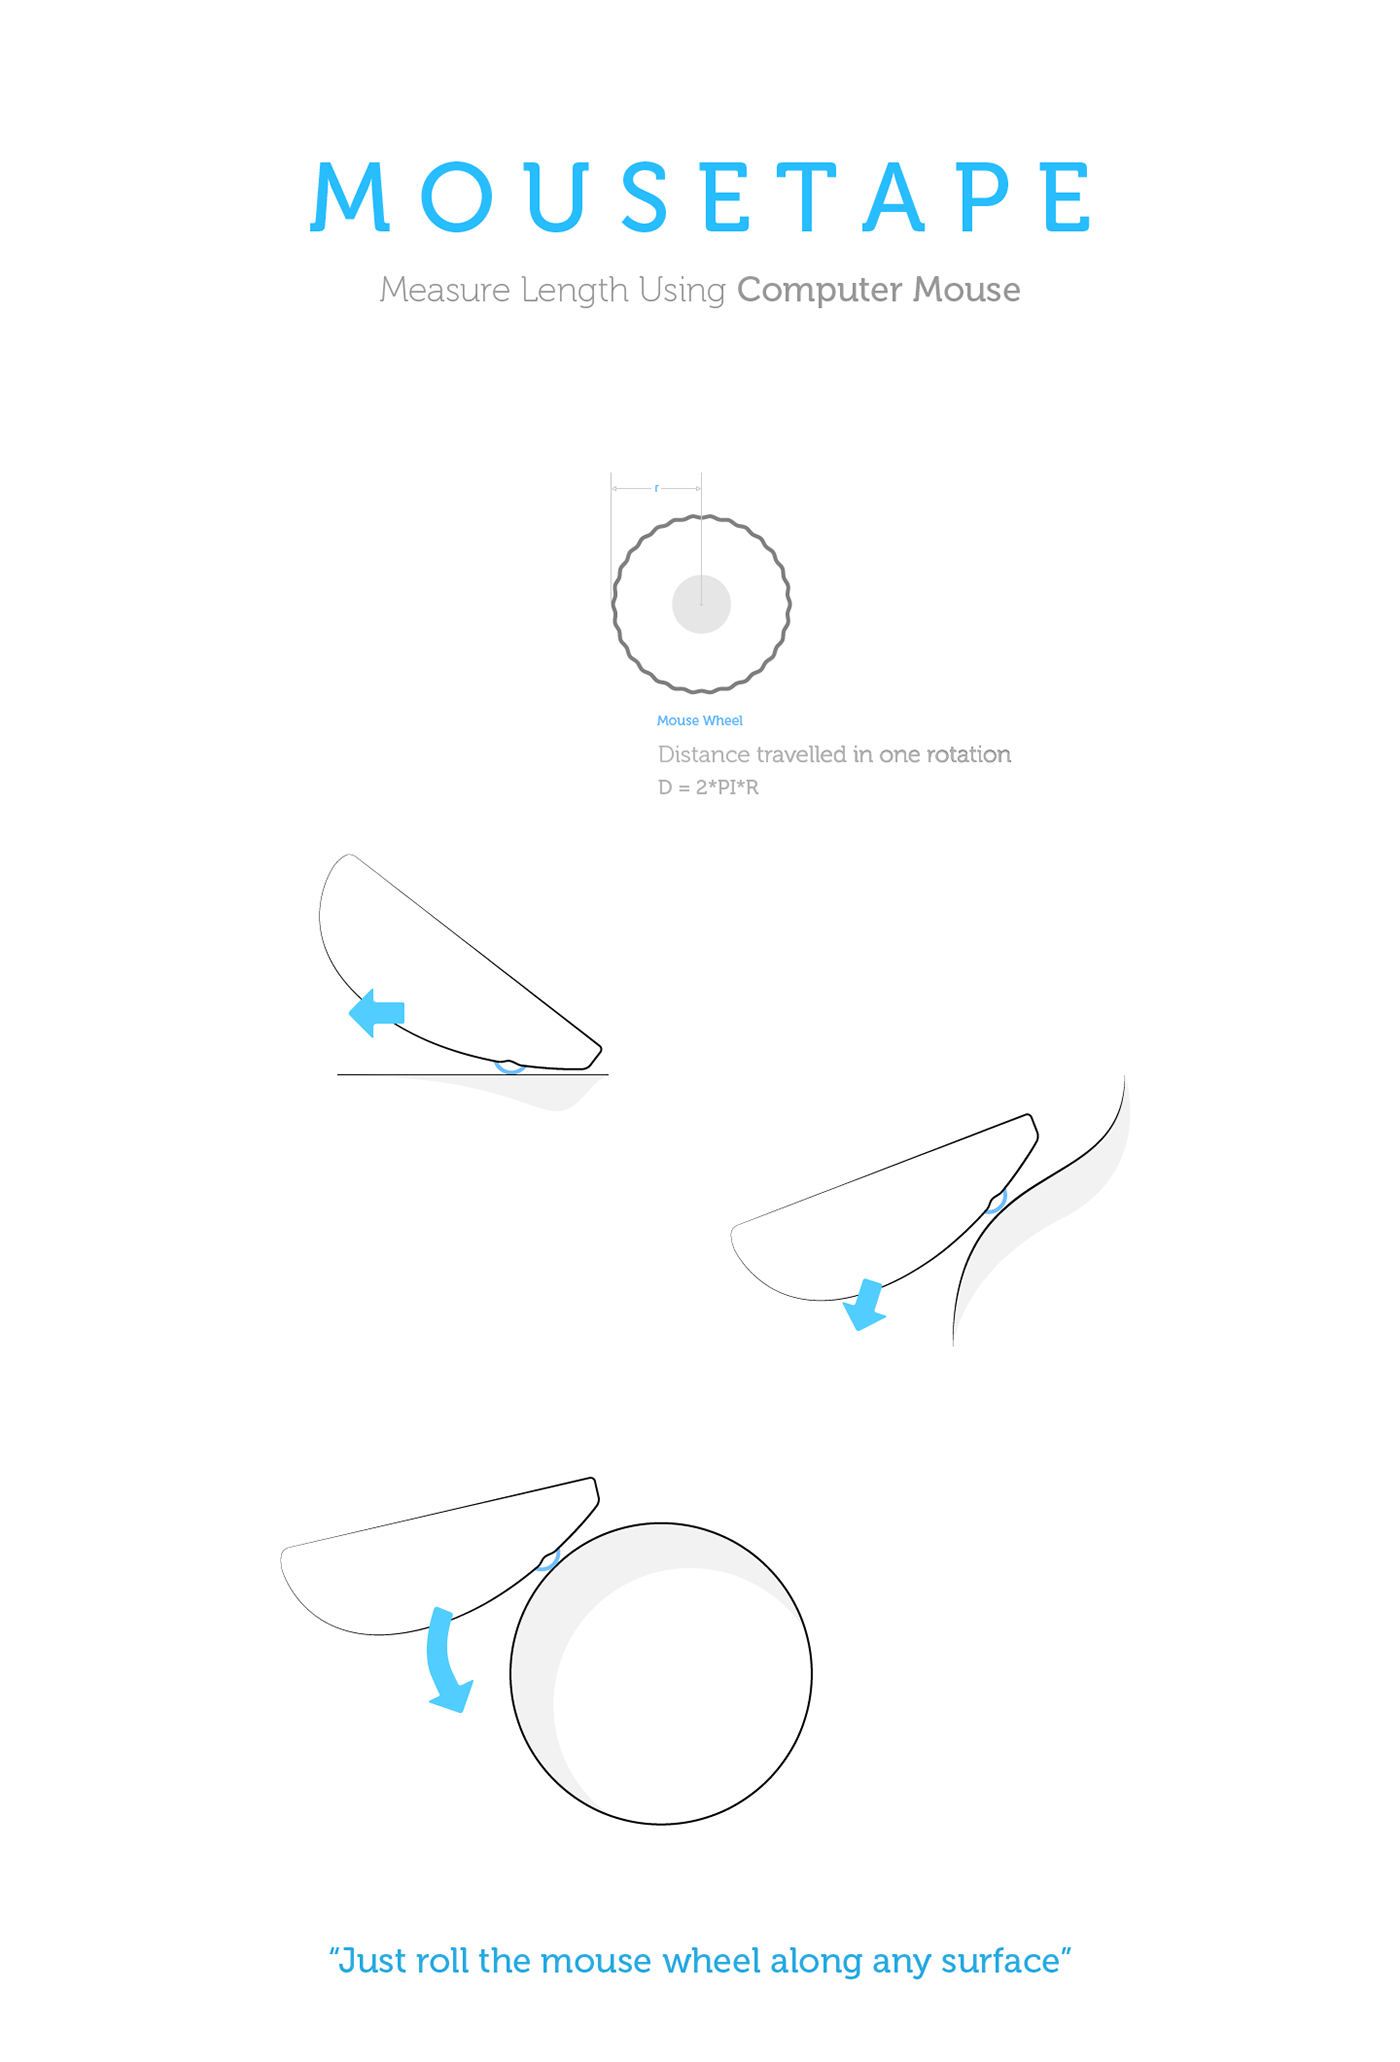 MOUSETAPE
Measure Length Using Computer Mouse
r
Mouse Wheel
Distance travelled in one rotation
D = 2*PI*R
“Just roll the mouse wheel along any surface”